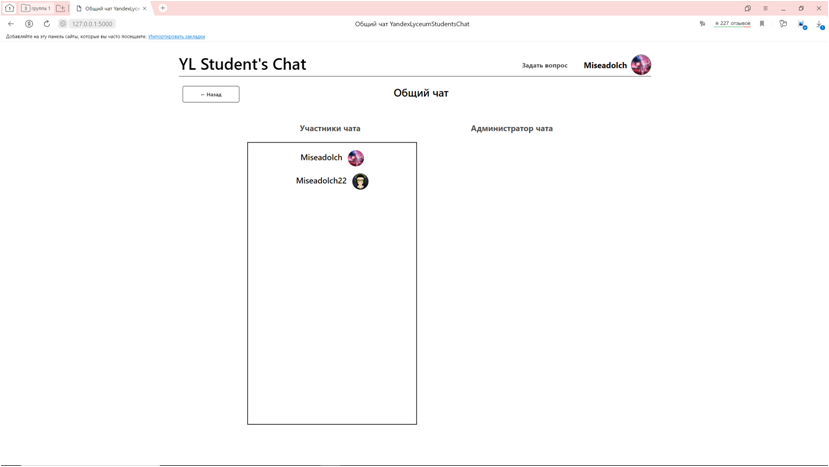 3 группа 1
Общий чат YandexLyce
127.0.0.1:5000
Общий чат YandexLyceumStudentsChat
227 отзывов
Добавляйте на эту панель сайты, которые вы часто посещаете. Импортировать закладки
YL Student's Chat
Задать вопрос
Miseadolch
← Назад
Общий чат
Участники чата
Администратор чата
Miseadolch
Miseadolch22